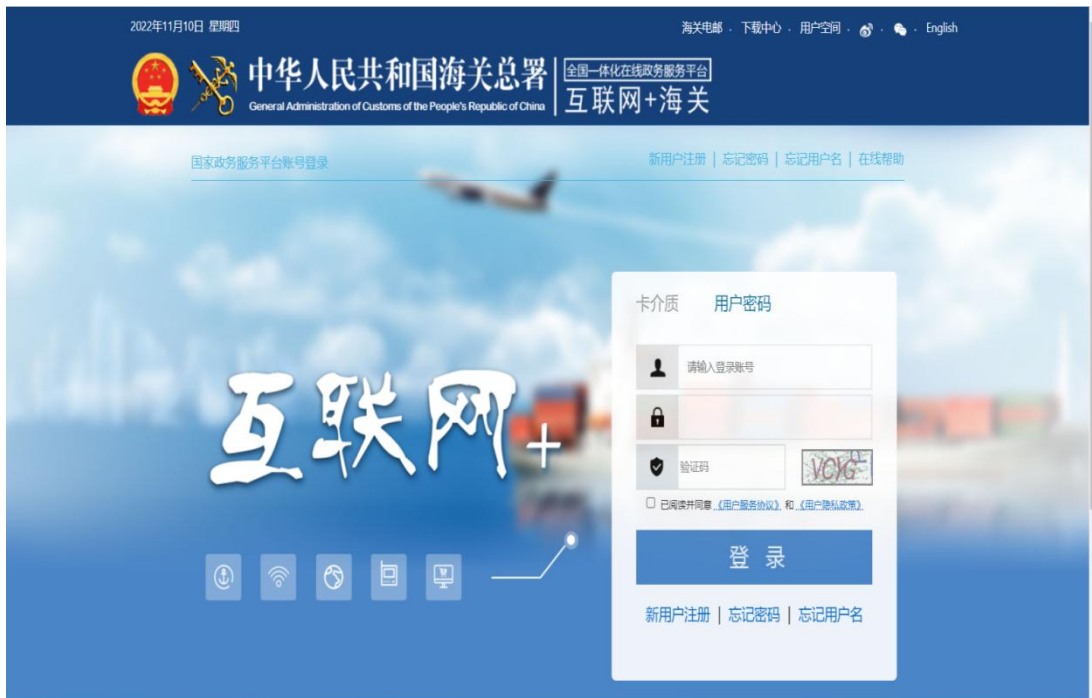 2022年11月10日 星期四
海关电邮 · 下载中心 · 用户空间 · · · English
中华人民共和国海关总署
General Administration of Customs of the People's Republic of China
全国一体化在线政务服务平台
互联网+海关
国家政务服务平台账号登录
新用户注册 | 忘记密码 | 忘记用户名 | 在线帮助
互联网+
卡介质 用户密码
请输入登录账号
验证码
VCYG
已阅读并同意《用户服务协议》和《用户隐私政策》
登 录
新用户注册 | 忘记密码 | 忘记用户名